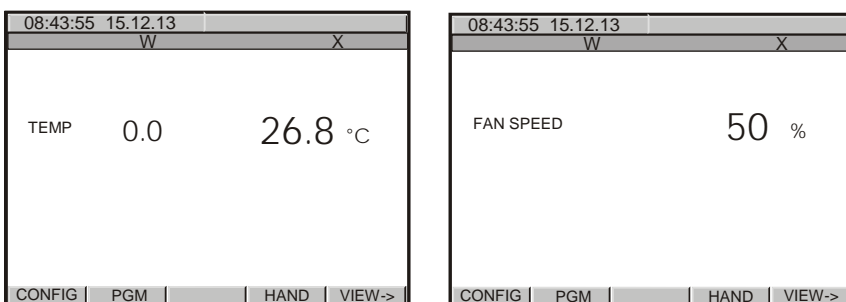 08:43:55 15.12.13
W X
TEMP 0.0 26.8 °C
CONFIG PGM HAND VIEW->
08:43:55 15.12.13
W X
FAN SPEED 50 %
CONFIG PGM HAND VIEW->